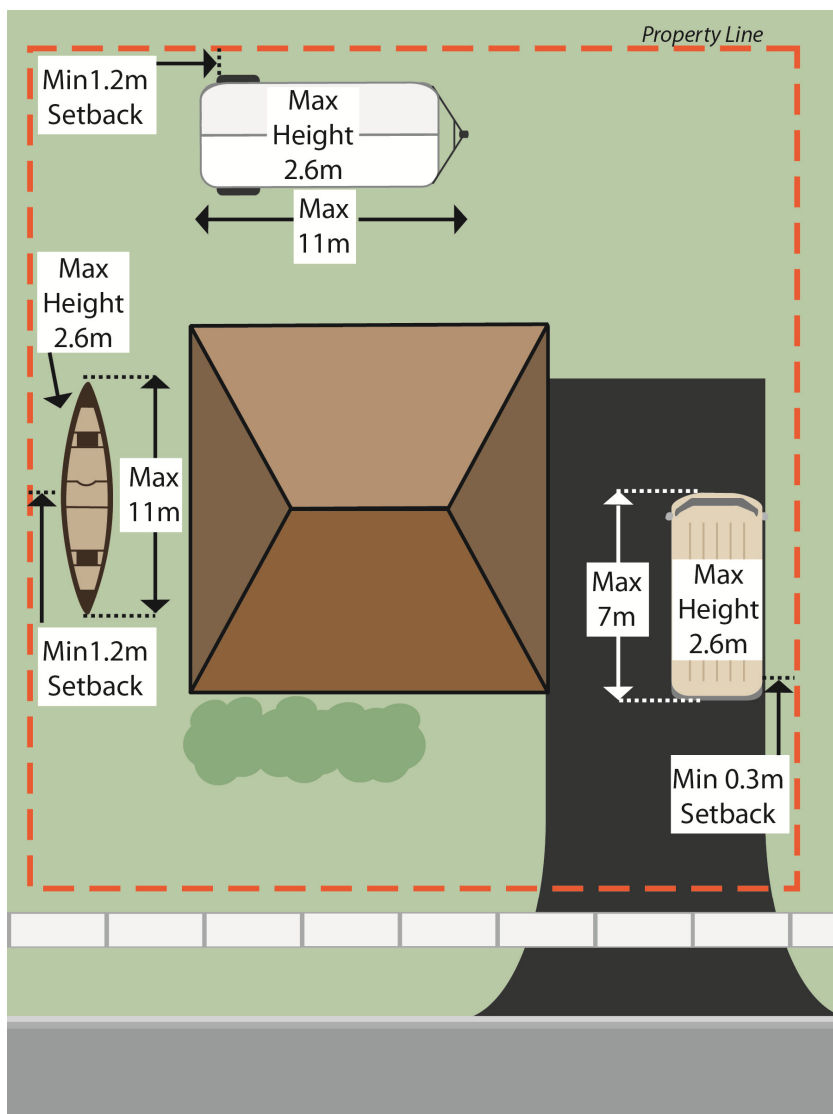 Property Line
Min1.2m
Setback
Max
Height
2.6m
Max
11m
Max
Height
2.6m
Max
11m
Min1.2m
Setback
Max
7m
Max
Height
2.6m
Min 0.3m
Setback